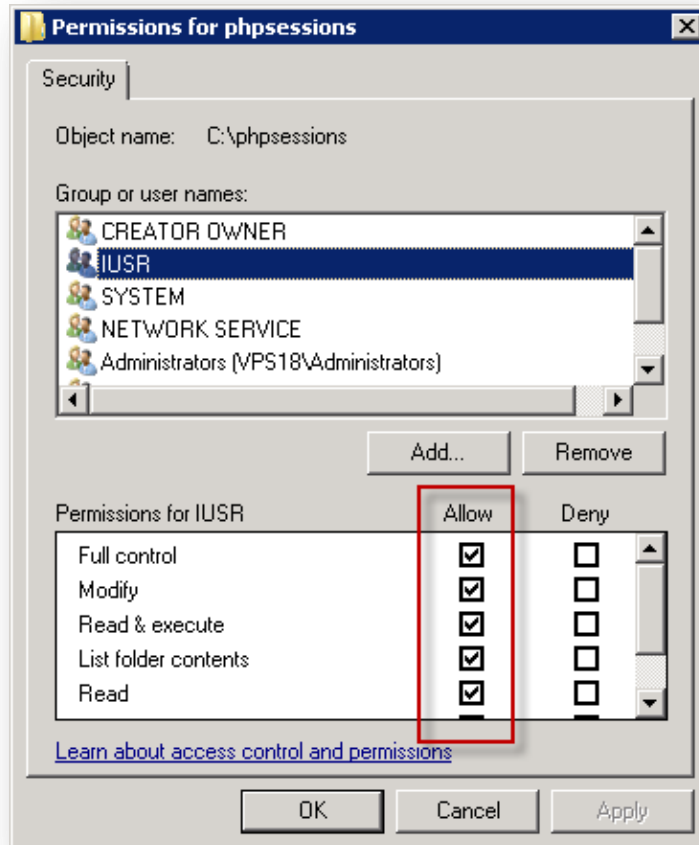 Permissions for phpsessions
Security
Object name: C:\phpsessions
Group or user names:
CREATOR OWNER
IUSR
SYSTEM
NETWORK SERVICE
Administrators (VPS18\Administrators)
Add... Remove
Permissions for IUSR Allow Deny
Full control
Modify
Read & execute
List folder contents
Read
Learn about access control and permissions
OK Cancel Apply